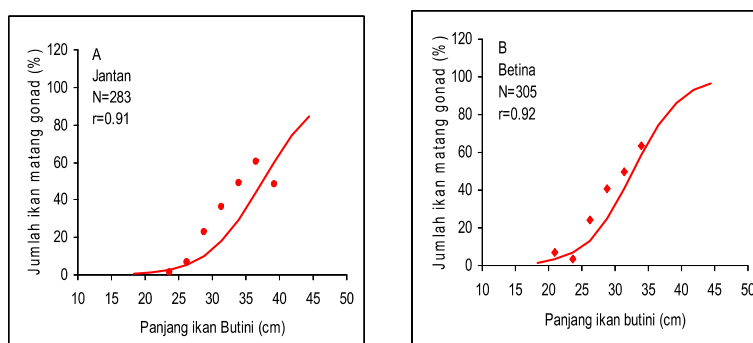 A
Jantan
N=283
r=0.91
Jumlah ikan matang gonad (%)
120
100
80
60
40
20
0
10 15 20 25 30 35 40 45 50
Panjang ikan Butini (cm)
B
Betina
N=305
r=0.92
Jumlah ikan matang gonad (%)
120
100
80
60
40
20
0
10 15 20 25 30 35 40 45 50
Panjang ikan butini (cm)